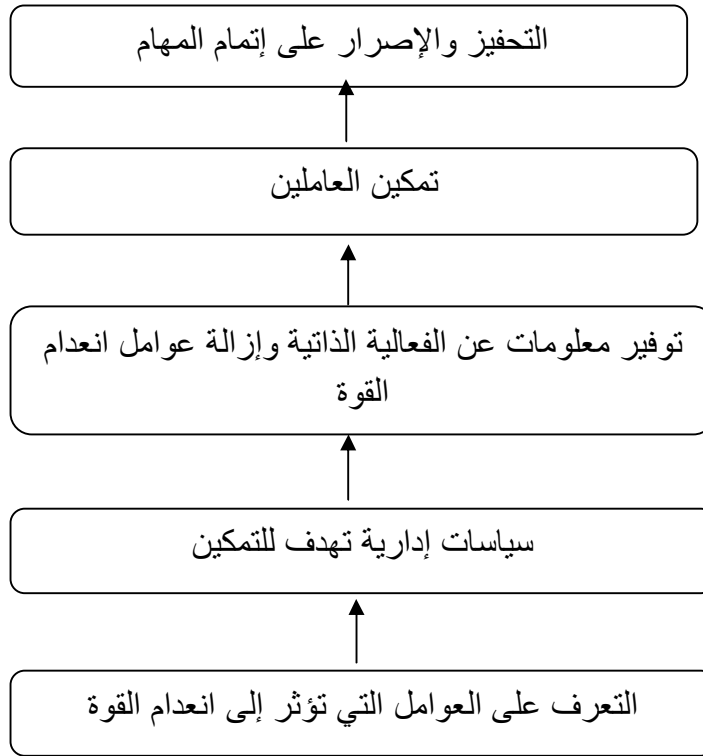 التحفيز والإصرار على إتمام المهام
تمكين العاملين
توفير معلومات عن الفعالية الذاتية وإزالة عوامل انعدام
القوة
سياسات إدارية تهدف للتمكين
التعرف على العوامل التي تؤثر إلى انعدام القوة